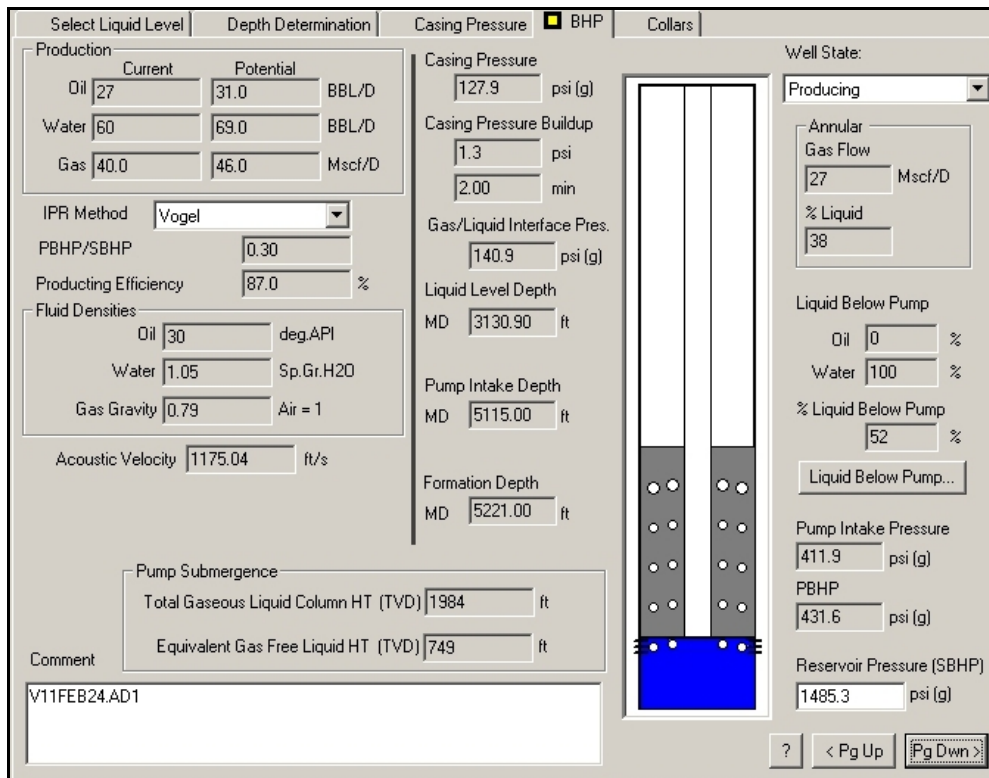 Select Liquid Level Depth Determination Casing Pressure BHP Collars
Production
Current Potential
Oil 27 31.0 BBL/D
Water 60 69.0 BBL/D
Gas 40.0 46.0 Mscf/D
IPR Method Vogel
PBHP/SBHP 0.30
Producting Efficiency 87.0 %
Fluid Densities
Oil 30 deg.API
Water 1.05 Sp.Gr.H2O
Gas Gravity 0.79 Air = 1
Acoustic Velocity 1175.04 ft/s
Casing Pressure
127.9 psi (g)
Casing Pressure Buildup
1.3 psi
2.00 min
Gas/Liquid Interface Pres.
140.9 psi (g)
Liquid Level Depth
MD 3130.90 ft
Pump Intake Depth
MD 5115.00 ft
Formation Depth
MD 5221.00 ft
Well State:
Producing
Annular
Gas Flow
27 Mscf/D
% Liquid
38
Liquid Below Pump
Oil 0 %
Water 100 %
% Liquid Below Pump
52 %
Liquid Below Pump...
Pump Intake Pressure
411.9 psi (g)
PBHP
431.6 psi (g)
Reservoir Pressure (SBHP)
1485.3 psi (g)
Pump Submergence
Total Gaseous Liquid Column HT (TVD) 1984 ft
Equivalent Gas Free Liquid HT (TVD) 749 ft
Comment
V11FEB24.AD1
? < Pg Up Pg Dwn >